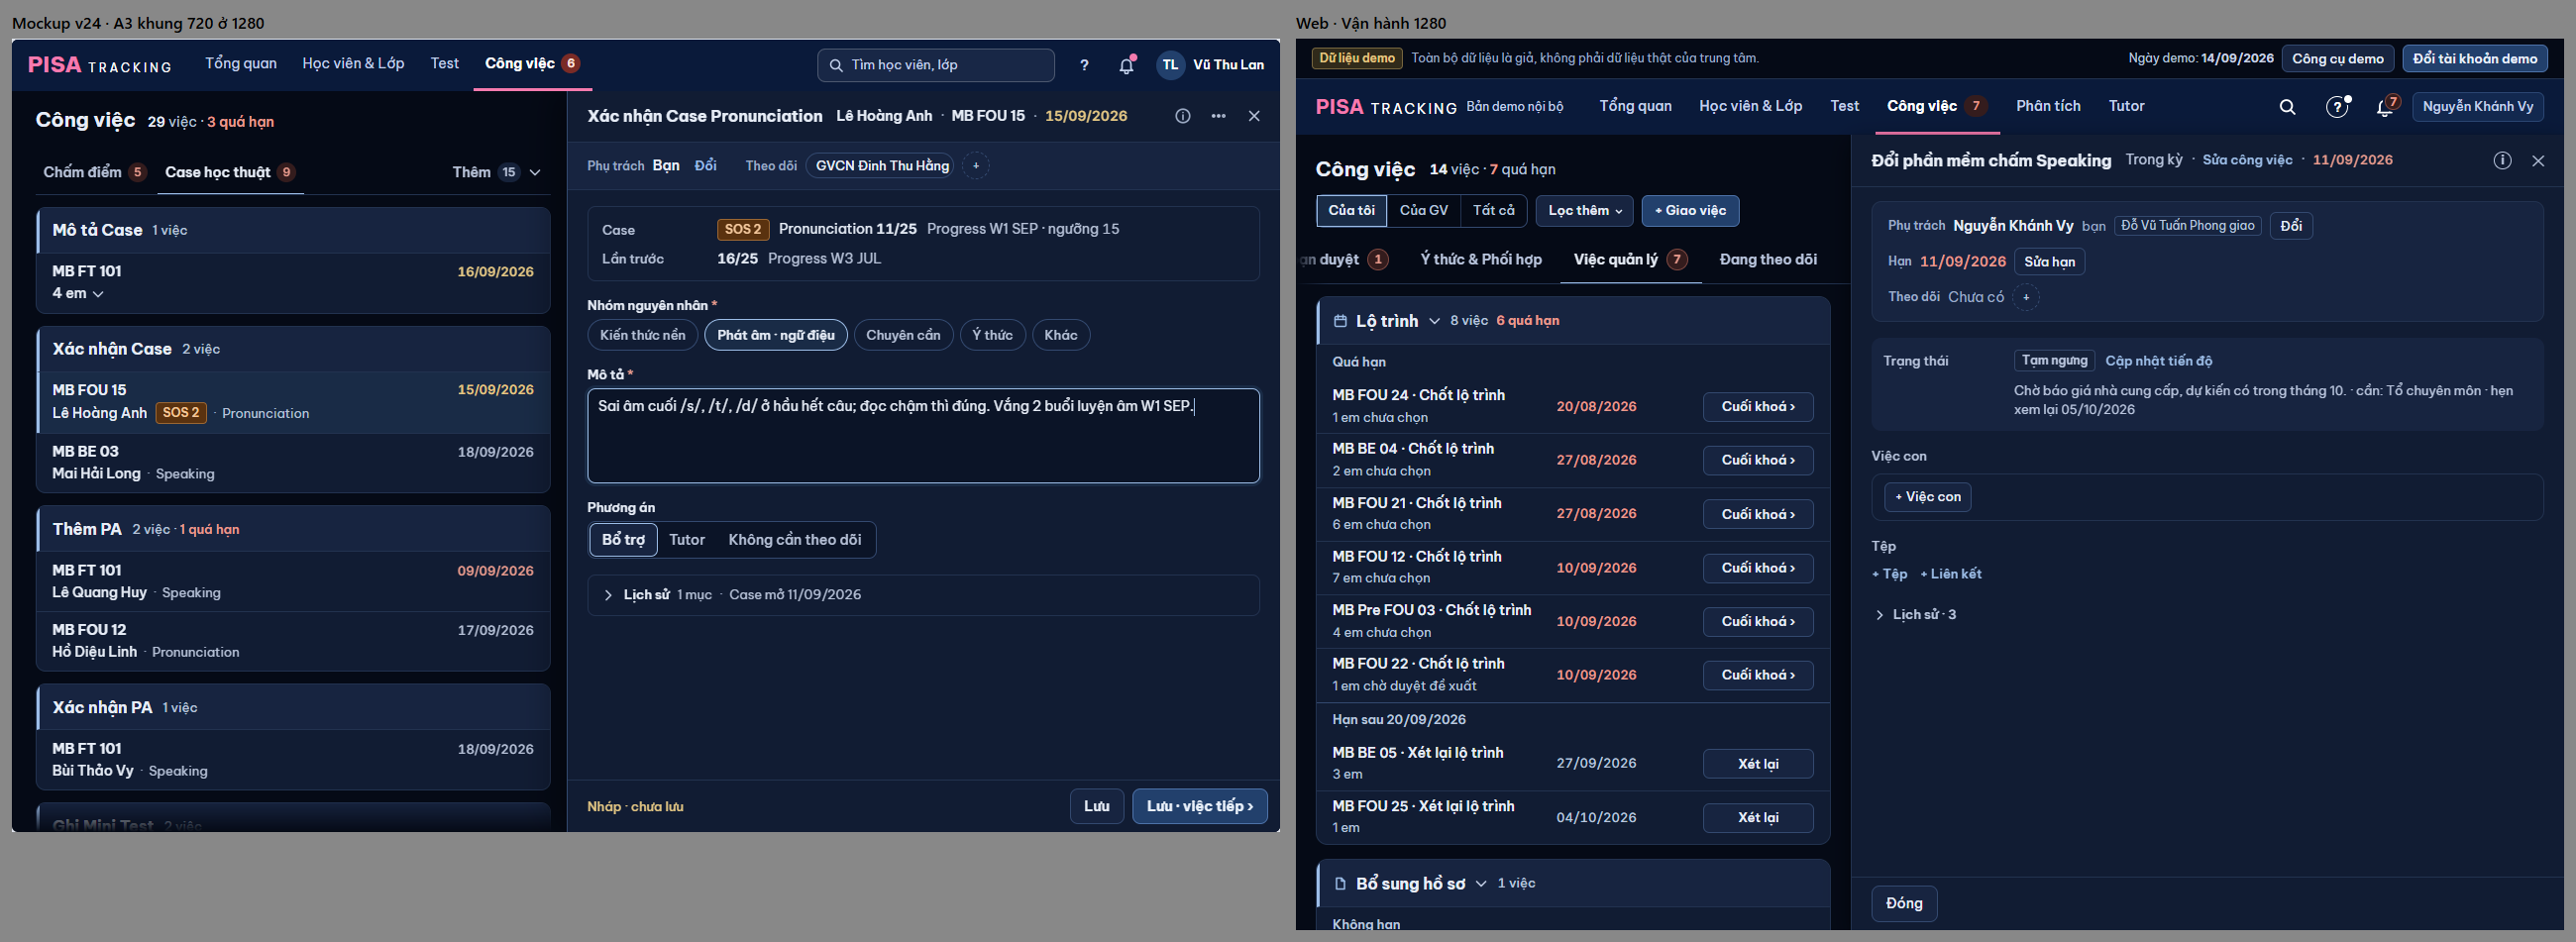 Mockup v24 · A3 khung 720 ở 1280
PISA TRACKING Tổng quan Học viên & Lớp Test Công việc 6 Tìm học viên, lớp ? TL Vũ Thu Lan
Công việc 29 việc · 3 quá hạn
Chấm điểm 5 Case học thuật 9 Thêm 15
Mô tả Case 1 việc
MB FT 101 16/09/2026
4 em
Xác nhận Case 2 việc
MB FOU 15 15/09/2026
Lê Hoàng Anh SOS 2 · Pronunciation
MB BE 03 18/09/2026
Mai Hải Long · Speaking
Thêm PA 2 việc · 1 quá hạn
MB FT 101 09/09/2026
Lê Quang Huy · Speaking
MB FOU 12 17/09/2026
Hồ Diệu Linh · Pronunciation
Xác nhận PA 1 việc
MB FT 101 18/09/2026
Bùi Thảo Vy · Speaking
Ghi Mini Test 2 việc
Xác nhận Case Pronunciation Lê Hoàng Anh · MB FOU 15 · 15/09/2026
Phụ trách Bạn Đổi Theo dõi GVCN Đinh Thu Hằng +
Case SOS 2 Pronunciation 11/25 Progress W1 SEP · ngưỡng 15
Lần trước 16/25 Progress W3 JUL
Nhóm nguyên nhân *
Kiến thức nền Phát âm · ngữ điệu Chuyên cần Ý thức Khác
Mô tả *
Sai âm cuối /s/, /t/, /d/ ở hầu hết câu; đọc chậm thì đúng. Vắng 2 buổi luyện âm W1 SEP.
Phương án
Bổ trợ Tutor Không cần theo dõi
Lịch sử 1 mục · Case mở 11/09/2026
Nháp · chưa lưu Lưu Lưu · việc tiếp ›
Web · Vận hành 1280
Dữ liệu demo Toàn bộ dữ liệu là giả, không phải dữ liệu thật của trung tâm. Ngày demo: 14/09/2026 Công cụ demo Đổi tài khoản demo
PISA TRACKING Bản demo nội bộ Tổng quan Học viên & Lớp Test Công việc 7 Phân tích Tutor ? 7 Nguyễn Khánh Vy
Công việc 14 việc · 7 quá hạn
Của tôi Của GV Tất cả Lọc thêm + Giao việc
n duyệt 1 Ý thức & Phối hợp Việc quản lý 7 Đang theo dõi
Lộ trình 8 việc 6 quá hạn
Quá hạn
MB FOU 24 · Chốt lộ trình 20/08/2026 Cuối khoá ›
1 em chưa chọn
MB BE 04 · Chốt lộ trình 27/08/2026 Cuối khoá ›
2 em chưa chọn
MB FOU 21 · Chốt lộ trình 27/08/2026 Cuối khoá ›
6 em chưa chọn
MB FOU 12 · Chốt lộ trình 10/09/2026 Cuối khoá ›
7 em chưa chọn
MB Pre FOU 03 · Chốt lộ trình 10/09/2026 Cuối khoá ›
4 em chưa chọn
MB FOU 22 · Chốt lộ trình 10/09/2026 Cuối khoá ›
1 em chờ duyệt đề xuất
Hạn sau 20/09/2026
MB BE 05 · Xét lại lộ trình 27/09/2026 Xét lại
3 em
MB FOU 25 · Xét lại lộ trình 04/10/2026 Xét lại
1 em
Bổ sung hồ sơ 1 việc
Không hạn
Đổi phần mềm chấm Speaking Trong kỳ · Sửa công việc · 11/09/2026
Phụ trách Nguyễn Khánh Vy bạn Đỗ Vũ Tuấn Phong giao Đổi
Hạn 11/09/2026 Sửa hạn
Theo dõi Chưa có +
Trạng thái Tạm ngưng Cập nhật tiến độ
Chờ báo giá nhà cung cấp, dự kiến có trong tháng 10. · cần: Tổ chuyên môn · hẹn
xem lại 05/10/2026
Việc con
+ Việc con
Tệp
+ Tệp + Liên kết
Lịch sử · 3
Đóng